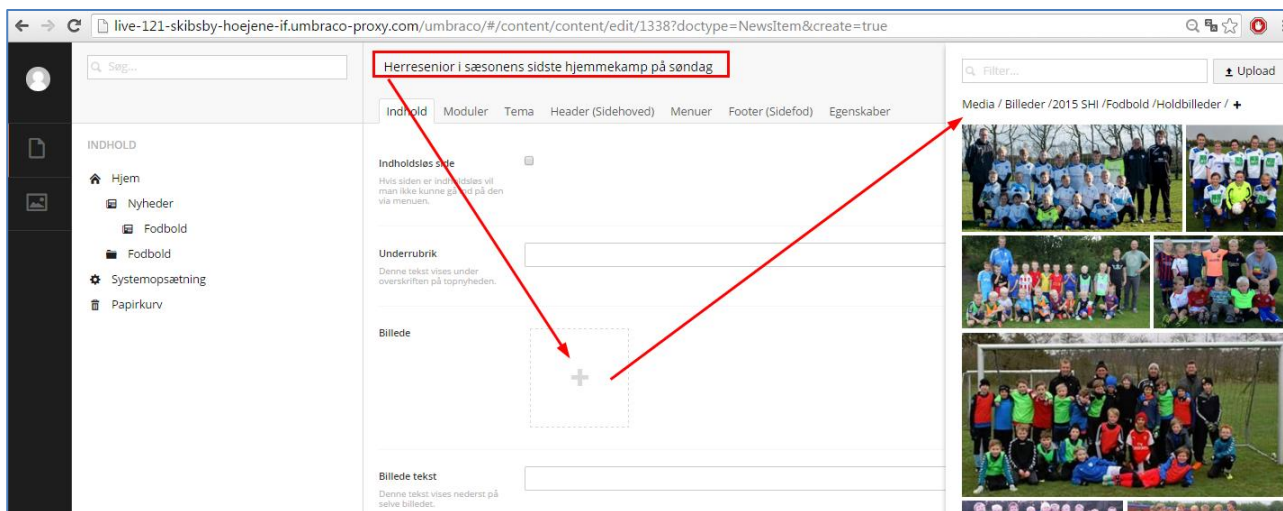 live-121-skibsby-hoejene-if.umbraco-proxy.com/umbraco/#/content/content/edit/1338?doctype=NewsItem&create=true
Søg...
Herresenior i sæsonens sidste hjemmekamp på søndag
Filter...
Upload
Indhold Moduler Tema Header (Sidehoved) Menuer Footer (Sidefod) Egenskaber
Media / Billeder /2015 SHI /Fodbold /Holdbilleder / +
INDHOLD
Hjem
Nyheder
Fodbold
Fodbold
Systemopsætning
Papirkurv
Indholdsløs side
Hvis siden er indholdsløs vil
man ikke kunne gå ind på den
via menuen.
Underrubrik
Denne tekst vises under
overskriften på topnyheden.
Billede
Billede tekst
Denne tekst vises nederst på
selve billedet.